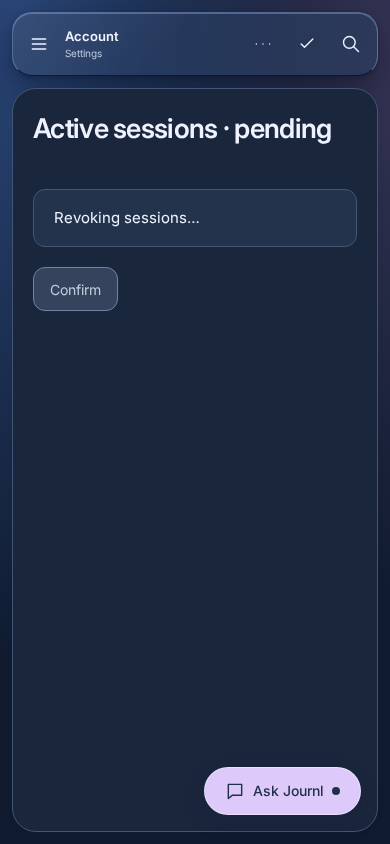 Account
Settings
Active sessions · pending
Revoking sessions...
Confirm
Ask Journl